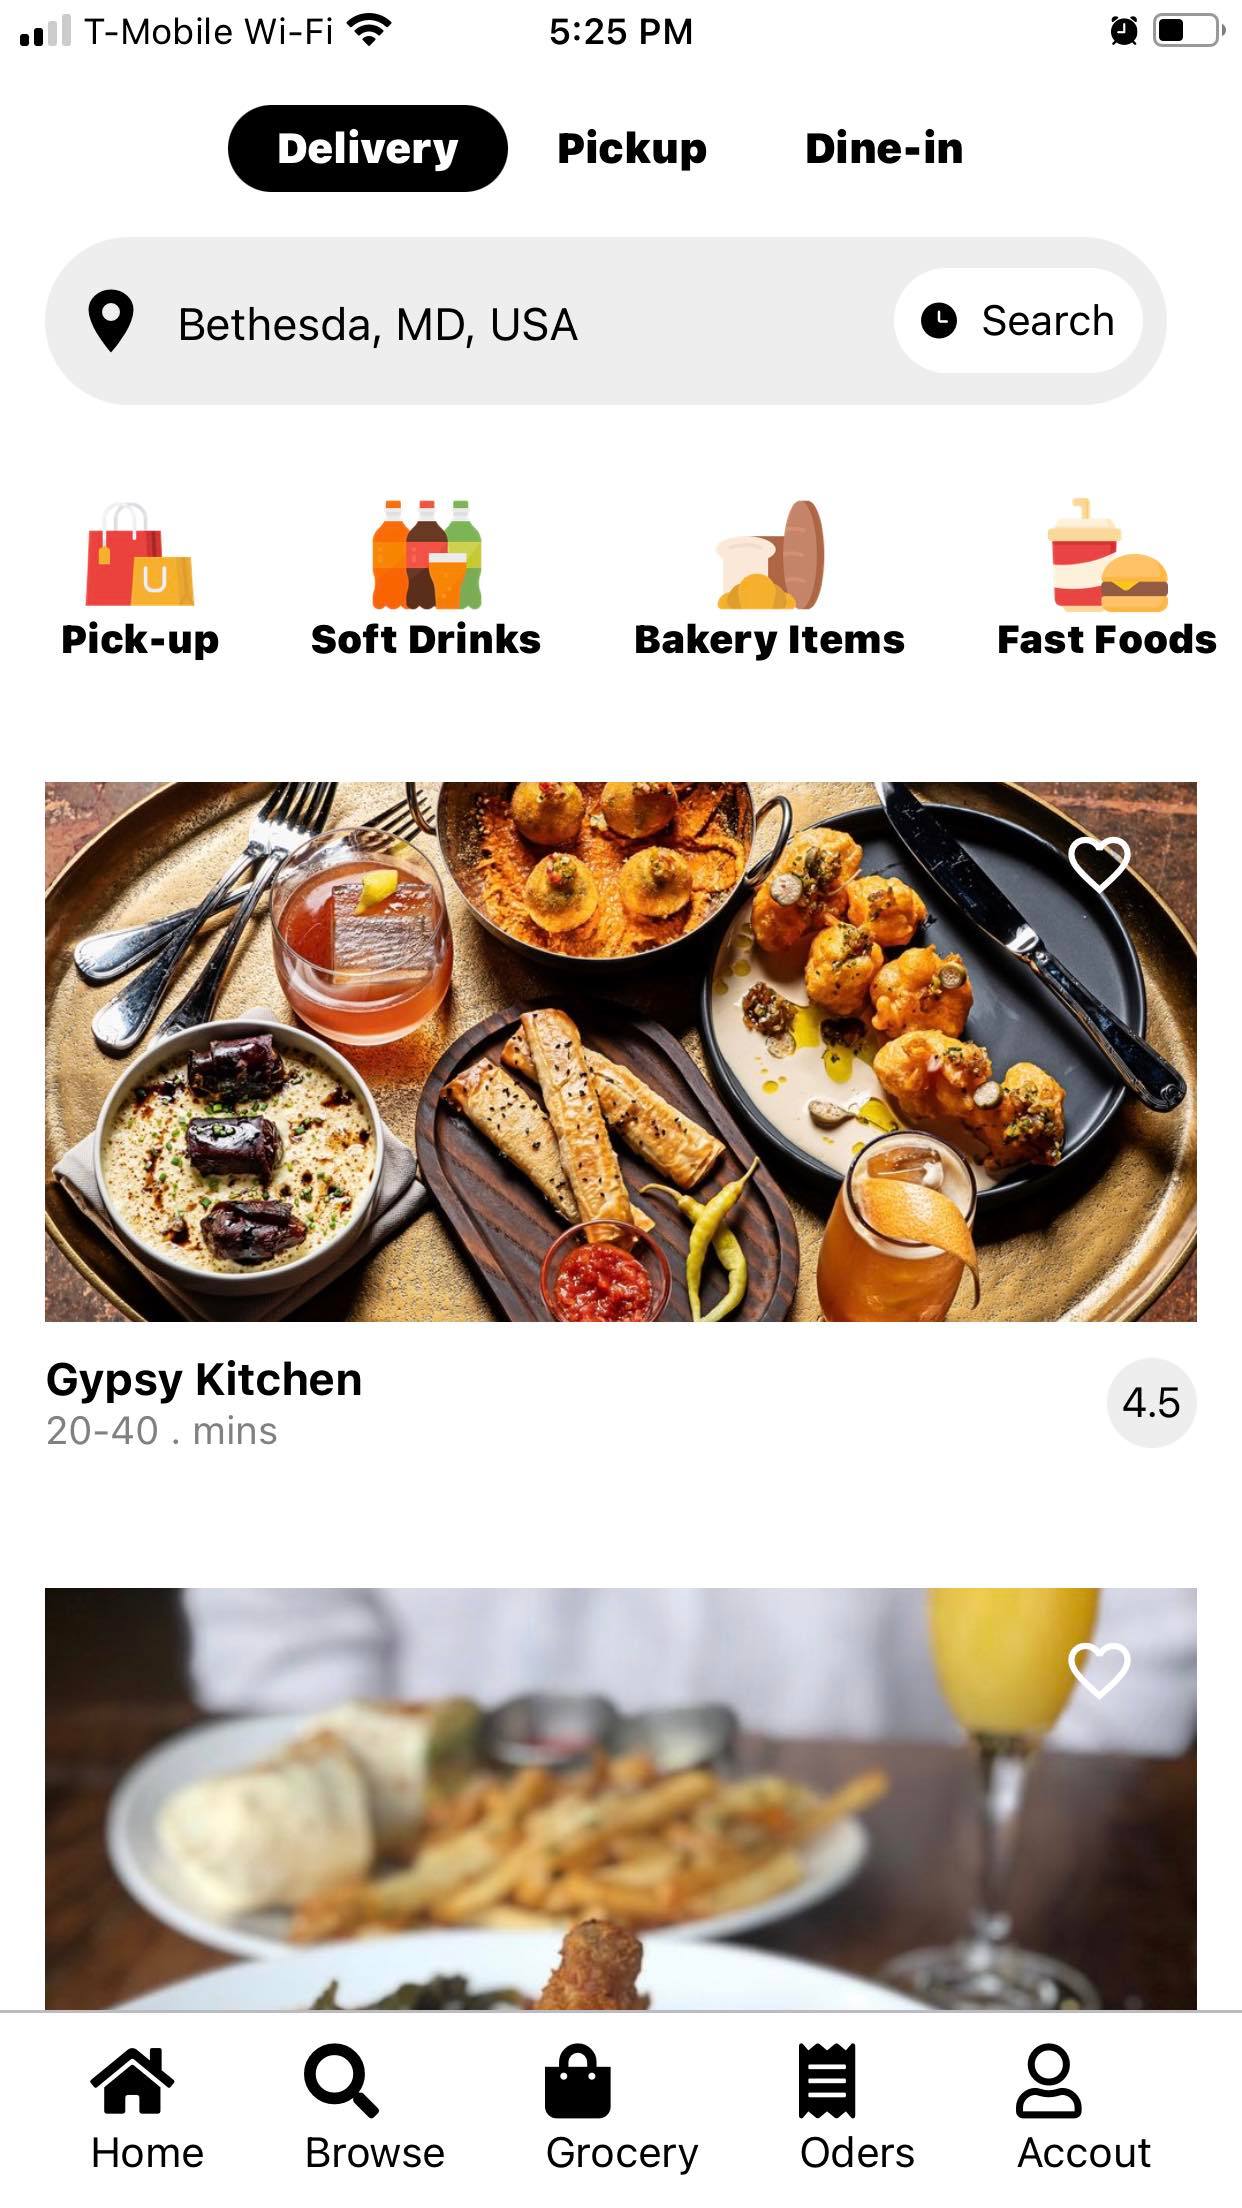 T-Mobile Wi-Fi 5:25 PM
Delivery Pickup Dine-in
Bethesda, MD, USA Search
Pick-up Soft Drinks Bakery Items Fast Foods
Gypsy Kitchen
20-40 . mins
4.5
Home Browse Grocery Oders Accout